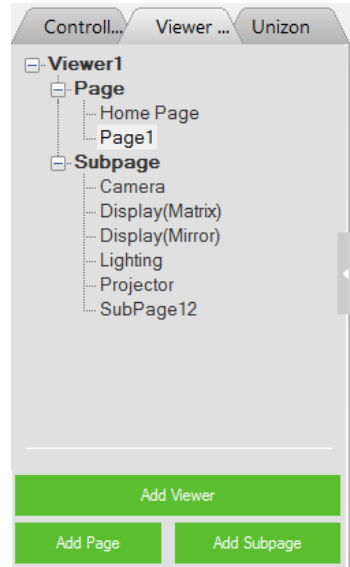 Controll... Viewer ... Unizon
Viewer1
Page
Home Page
Page1
Subpage
Camera
Display(Matrix)
Display(Mirror)
Lighting
Projector
SubPage12
Add Viewer
Add Page Add Subpage